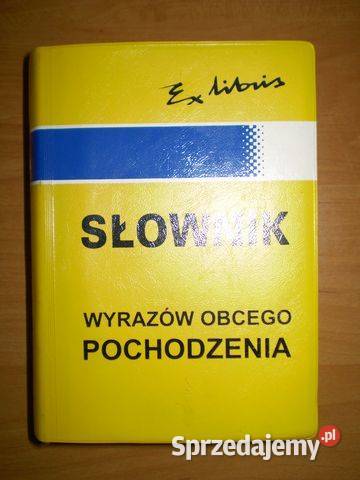 Ex libris
SŁOWNIK
WYRAZÓW OBCEGO
POCHODZENIA
Sprzedajemy.pl